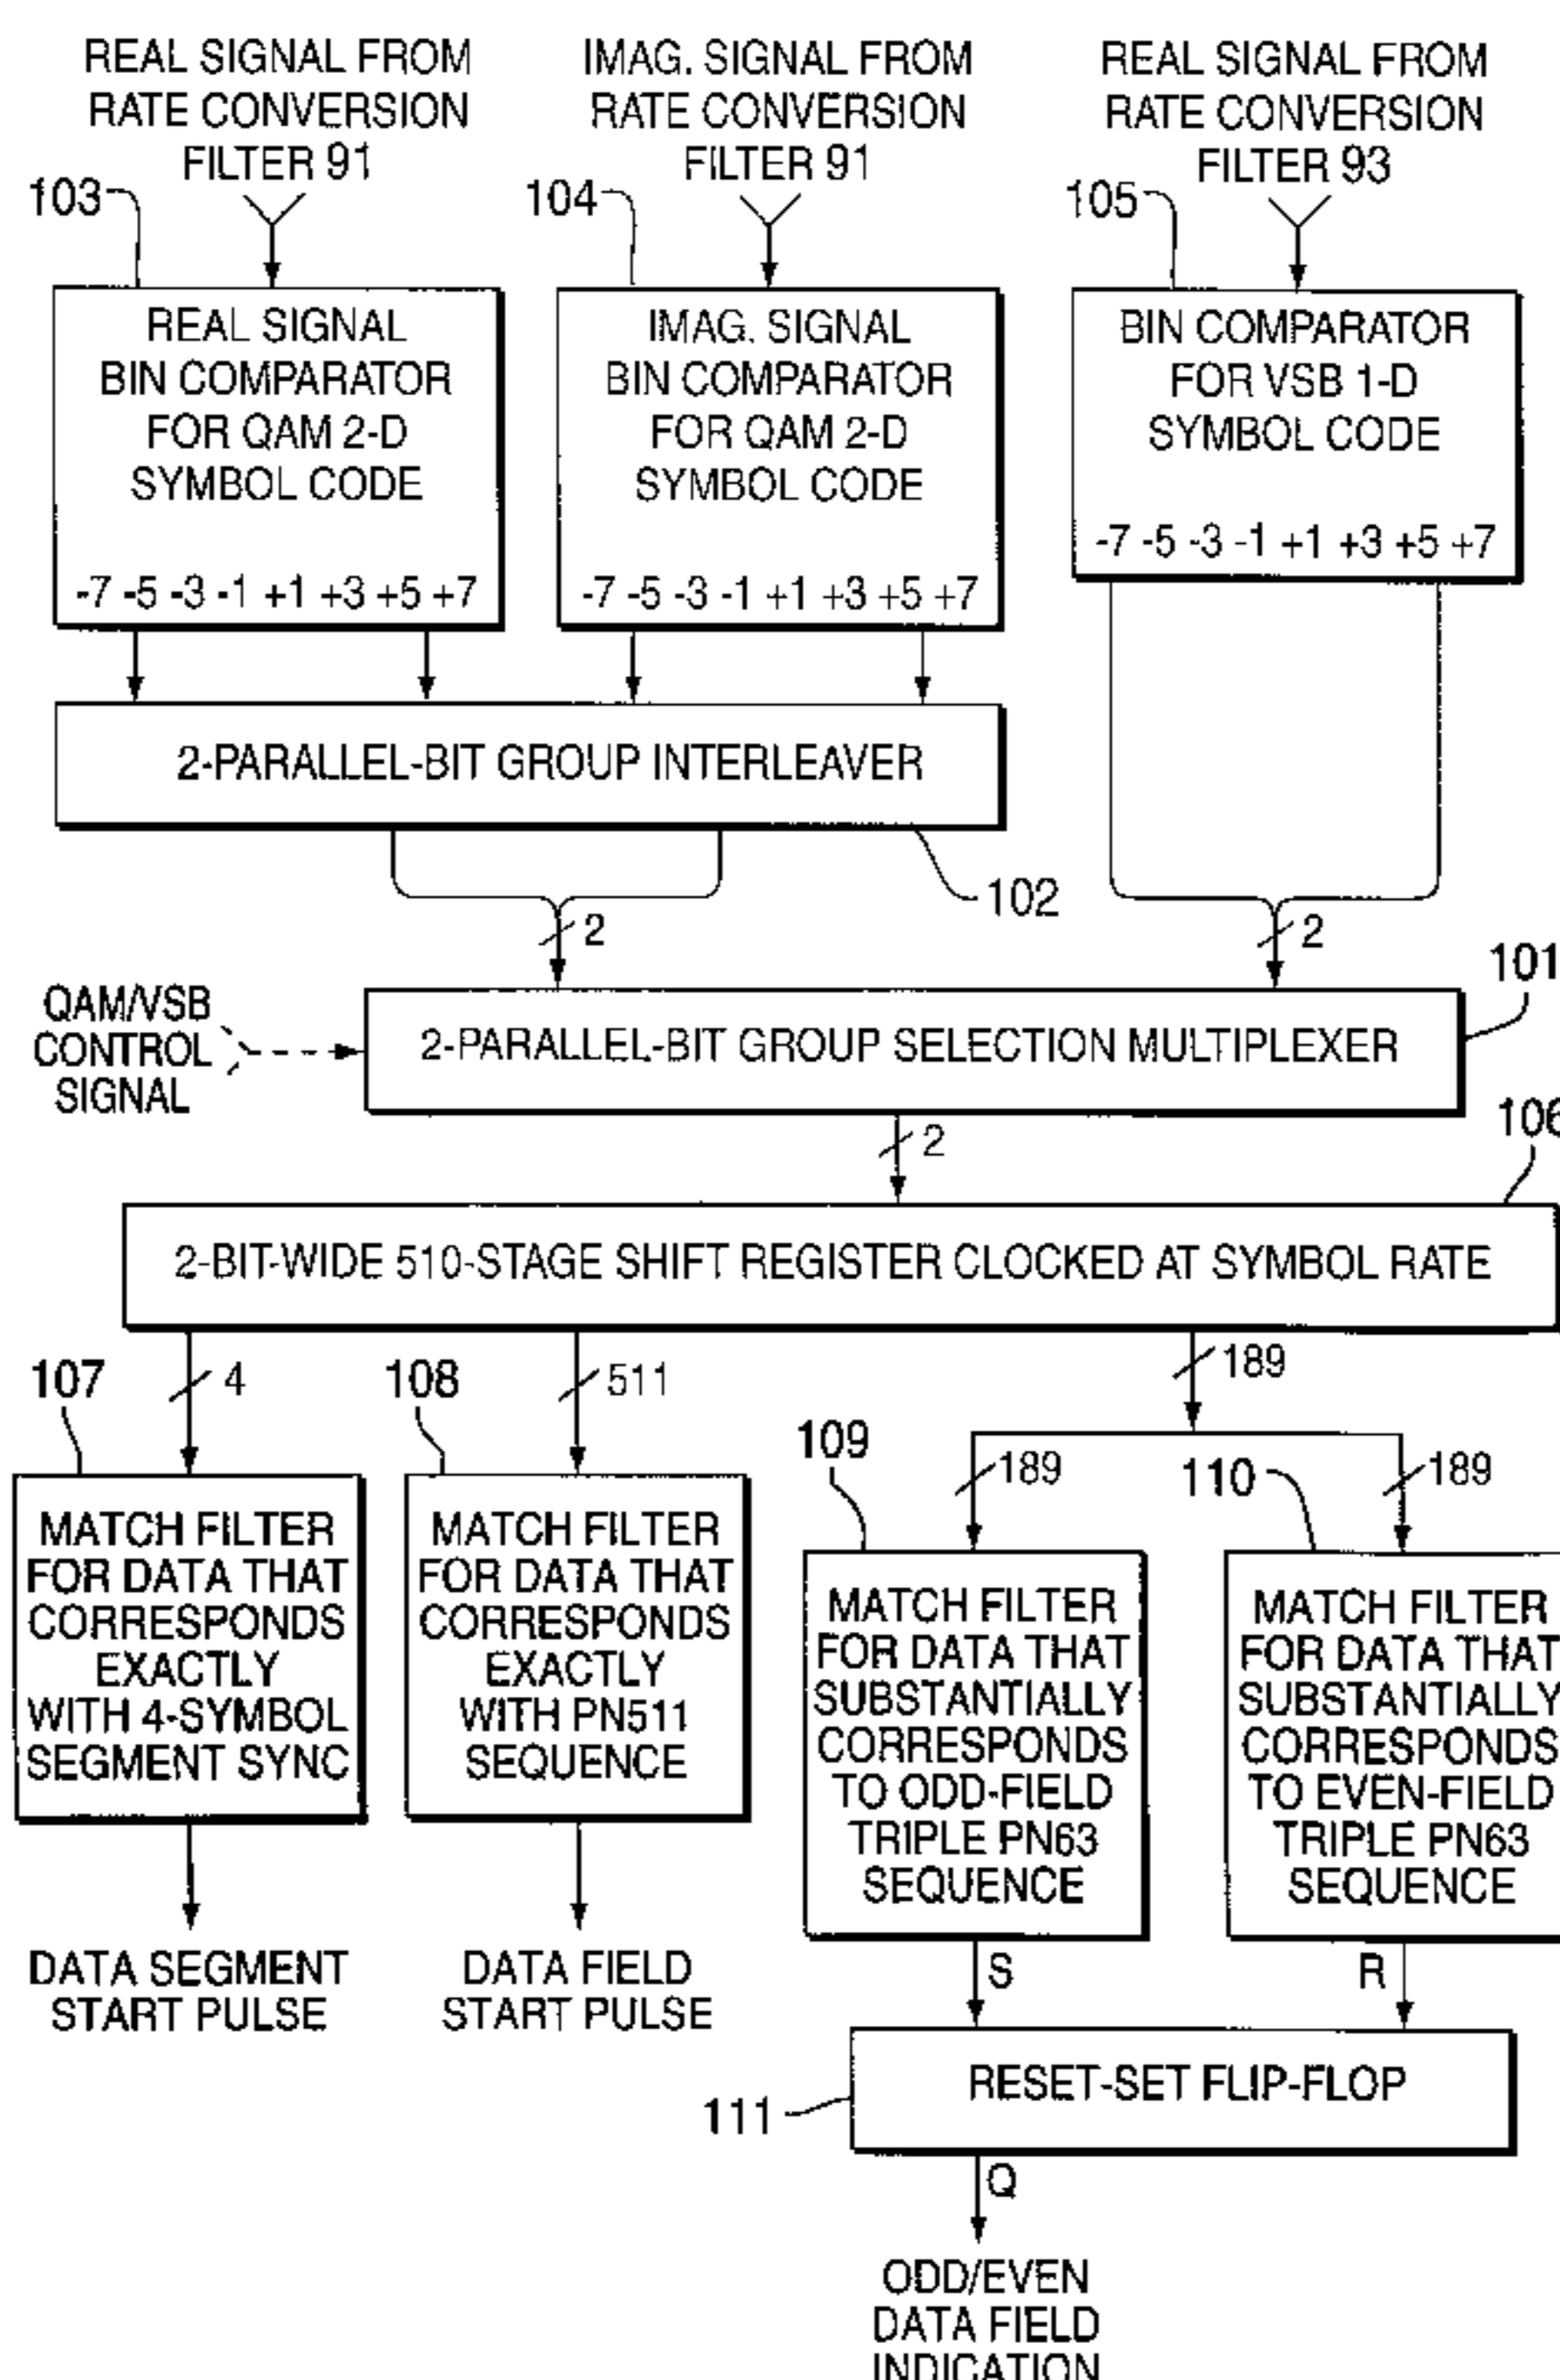 REAL SIGNAL FROM
RATE CONVERSION
FILTER 91
IMAG. SIGNAL FROM
RATE CONVERSION
FILTER 91
REAL SIGNAL FROM
RATE CONVERSION
FILTER 93
103
104
105
REAL SIGNAL
BIN COMPARATOR
FOR QAM 2-D
SYMBOL CODE
-7 -5 -3 -1 +1 +3 +5 +7
IMAG. SIGNAL
BIN COMPARATOR
FOR QAM 2-D
SYMBOL CODE
-7 -5 -3 -1 +1 +3 +5 +7
BIN COMPARATOR
FOR VSB 1-D
SYMBOL CODE
-7 -5 -3 -1 +1 +3 +5 +7
2-PARALLEL-BIT GROUP INTERLEAVER
102
2
2
101
QAM/VSB
CONTROL
SIGNAL
2-PARALLEL-BIT GROUP SELECTION MULTIPLEXER
2
106
2-BIT-WIDE 510-STAGE SHIFT REGISTER CLOCKED AT SYMBOL RATE
107
4
108
511
189
109
189
110
189
MATCH FILTER
FOR DATA THAT
CORRESPONDS
EXACTLY
WITH 4-SYMBOL
SEGMENT SYNC
MATCH FILTER
FOR DATA THAT
CORRESPONDS
EXACTLY
WITH PN511
SEQUENCE
MATCH FILTER
FOR DATA THAT
SUBSTANTIALLY
CORRESPONDS
TO ODD-FIELD
TRIPLE PN63
SEQUENCE
MATCH FILTER
FOR DATA THAT
SUBSTANTIALLY
CORRESPONDS
TO EVEN-FIELD
TRIPLE PN63
SEQUENCE
DATA SEGMENT
START PULSE
DATA FIELD
START PULSE
S
R
RESET-SET FLIP-FLOP
111
Q
ODD/EVEN
DATA FIELD
INDICATION